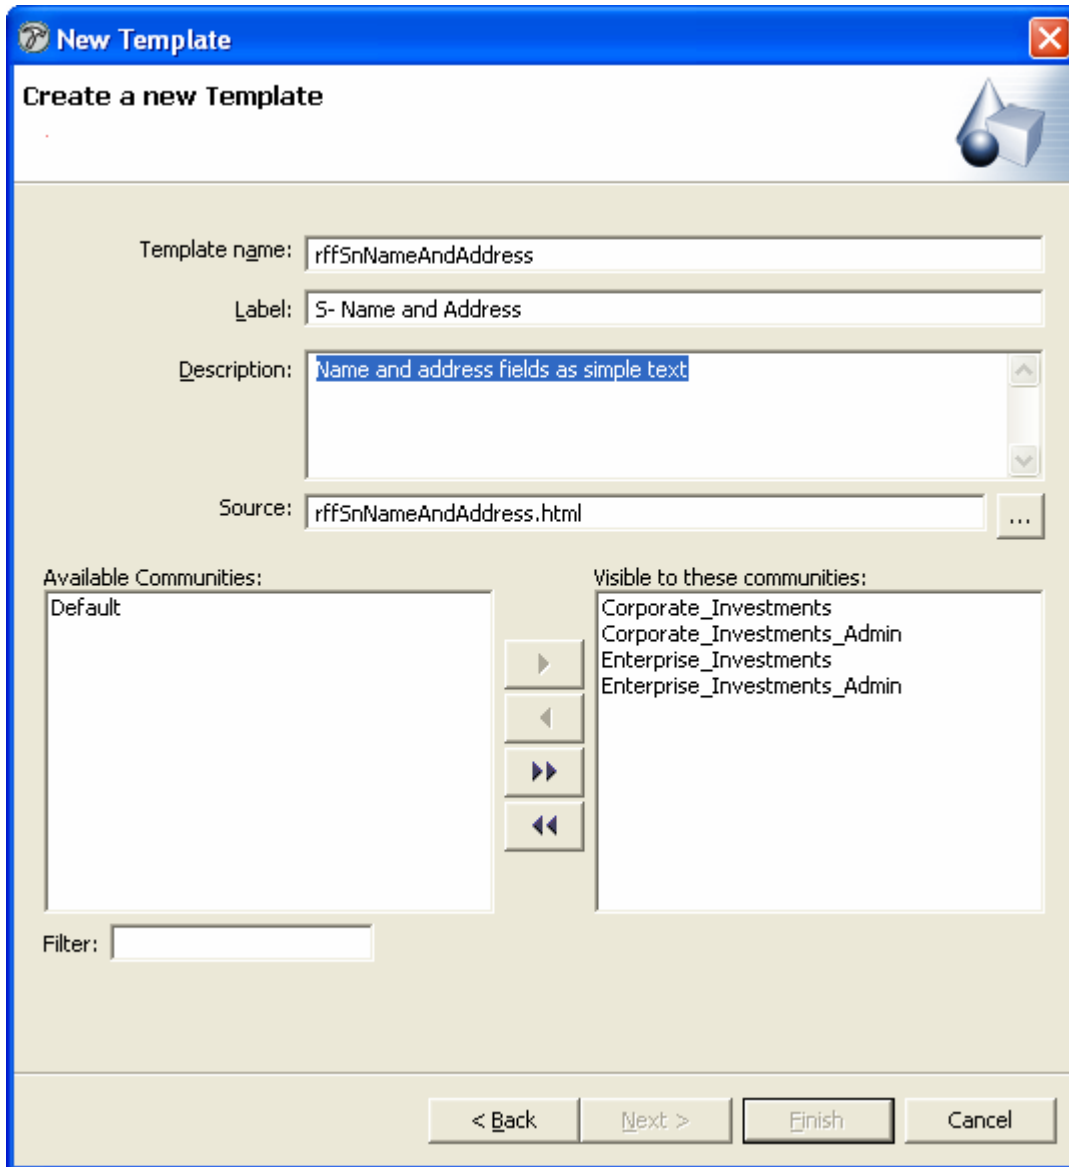 New Template
Create a new Template
Template name: rffSnNameAndAddress
Label: S- Name and Address
Description: Name and address fields as simple text
Source: rffSnNameAndAddress.html ...
Available Communities:
Default
Visible to these communities:
Corporate_Investments
Corporate_Investments_Admin
Enterprise_Investments
Enterprise_Investments_Admin
Filter:
< Back Next > Finish Cancel